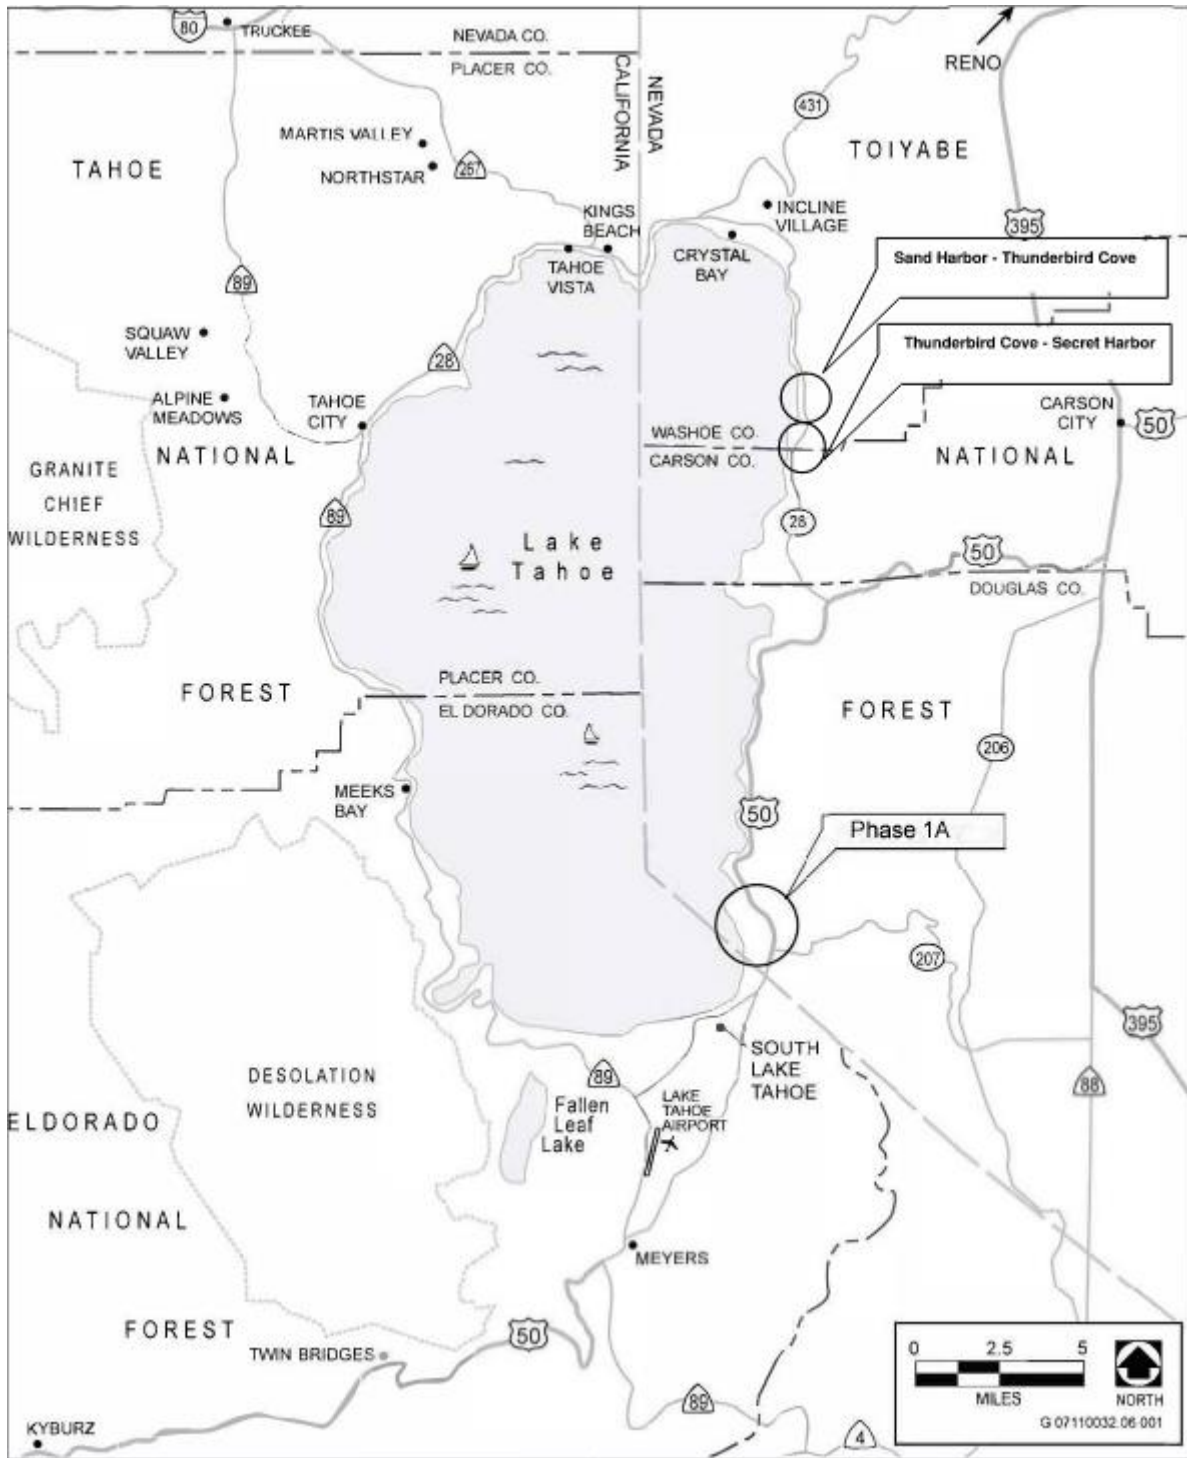 80
TRUCKEE
NEVADA CO.
PLACER CO.
CALIFORNIA
NEVADA
RENO
431
MARTIS VALLEY
NORTHSTAR
267
TAHOE
TOIYABE
KINGS
BEACH
INCLINE
VILLAGE
395
CRYSTAL
BAY
TAHOE
VISTA
Sand Harbor - Thunderbird Cove
89
SQUAW
VALLEY
28
Thunderbird Cove - Secret Harbor
ALPINE
MEADOWS
TAHOE
CITY
CARSON
CITY
50
WASHOE CO.
CARSON CO.
NATIONAL
NATIONAL
GRANITE
CHIEF
WILDERNESS
89
28
Lake
Tahoe
50
DOUGLAS CO.
PLACER CO.
EL DORADO CO.
FOREST
FOREST
206
MEEKS
BAY
50
Phase 1A
207
395
SOUTH
LAKE
TAHOE
89
88
DESOLATION
WILDERNESS
Fallen
Leaf
Lake
LAKE
TAHOE
AIRPORT
ELDORADO
NATIONAL
MEYERS
FOREST
50
TWIN BRIDGES
89
4
KYBURZ
0 2.5 5
MILES
NORTH
G 07110032.06 001